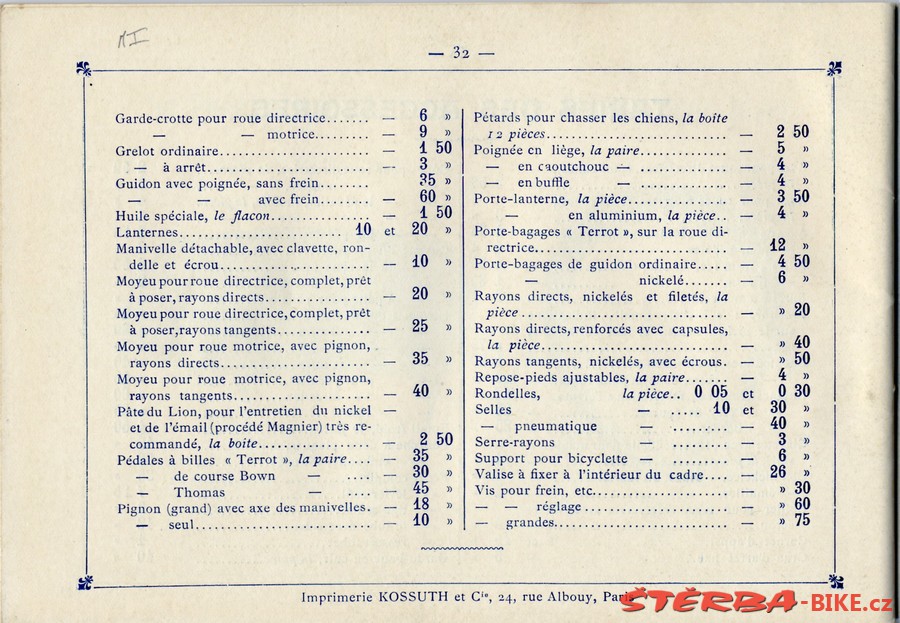 MI
— 32 —
Garde-crotte pour roue directrice....... — 6 »
— — motrice......... — 9 »
Grelot ordinaire........................... — 1 50
— à arrêt............................. — 3 »
Guidon avec poignée, sans frein......... — 35 »
— — avec frein......... — 60 »
Huile spéciale, le flacon................. — 1 50
Lanternes............................ 10 et 20 »
Manivelle détachable, avec clavette, ron-
delle et écrou......................... — 10 »
Moyeu pour roue directrice, complet, prêt
à poser, rayons directs................. — 20 »
Moyeu pour roue directrice, complet, prêt
à poser, rayons tangents............... — 25 »
Moyeu pour roue motrice, avec pignon,
rayons directs......................... — 35 »
Moyeu pour roue motrice, avec pignon,
rayons tangents....................... — 40 »
Pâte du Lion, pour l'entretien du nickel —
et de l'émail (procédé Magnier) très re-
commandé, la boîte................... — 2 50
Pédales à billes « Terrot », la paire.... — 35 »
— de course Bown — .... — 30 »
— Thomas — .... — 45 »
Pignon (grand) avec axe des manivelles. — 18 »
— seul............................... — 10 »
Pétards pour chasser les chiens, la boîte
12 pièces............................... — 2 50
Poignée en liège, la paire............... — 5 »
— en caoutchouc — ............... — 4 »
— en buffle — ............... — 4 »
Porte-lanterne, la pièce................. — 3 50
— en aluminium, la pièce.. — 4 »
Porte-bagages « Terrot », sur la roue di-
rectrice................................. — 12 »
Porte-bagages de guidon ordinaire..... — 4 50
— nickelé....... — 6 »
Rayons directs, nickelés et filetés, la
pièce................................... — » 20
Rayons directs, renforcés avec capsules,
la pièce................................. — » 40
Rayons tangents, nickelés, avec écrous. — » 50
Repose-pieds ajustables, la paire....... — 4 »
Rondelles, la pièce.. 0 05 et 0 30
Selles — ..... 10 et 30 »
— pneumatique — ......... — 40 »
Serre-rayons — ......... — 3 »
Support pour bicyclette — ......... — 6 »
Valise à fixer à l'intérieur du cadre.... — 26 »
Vis pour frein, etc....................... — » 30
— — réglage......................... — » 60
— grandes............................. — » 75
Imprimerie KOSSUTH et Cie, 24, rue Albouy, Paris
ŠTĚRBA-BIKE.cz